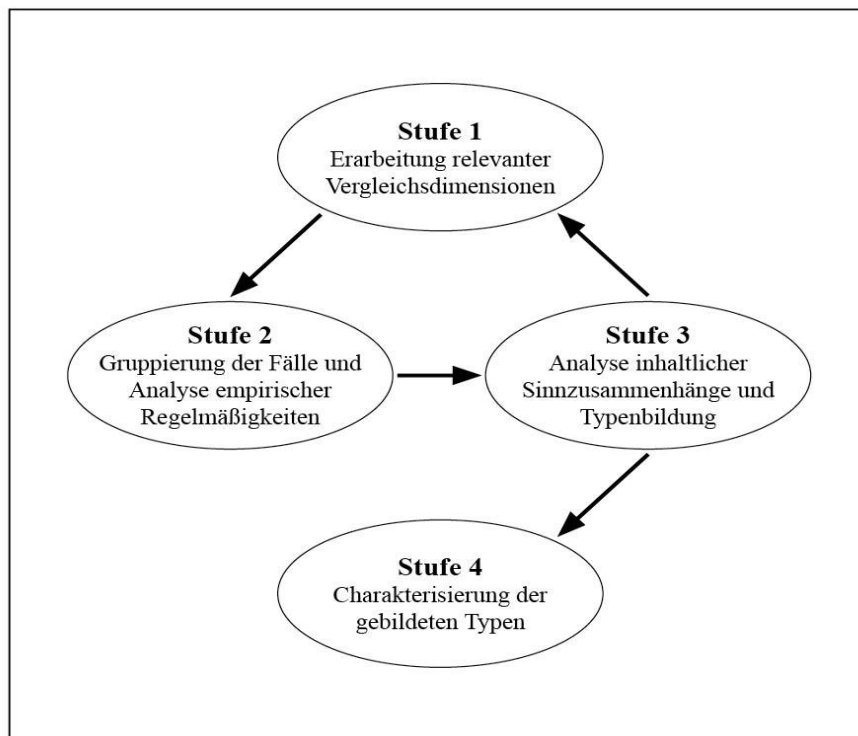 Stufe 1
Erarbeitung relevanter
Vergleichsdimensionen
Stufe 2
Gruppierung der Fälle und
Analyse empirischer
Regelmäßigkeiten
Stufe 3
Analyse inhaltlicher
Sinnzusammenhänge und
Typenbildung
Stufe 4
Charakterisierung der
gebildeten Typen